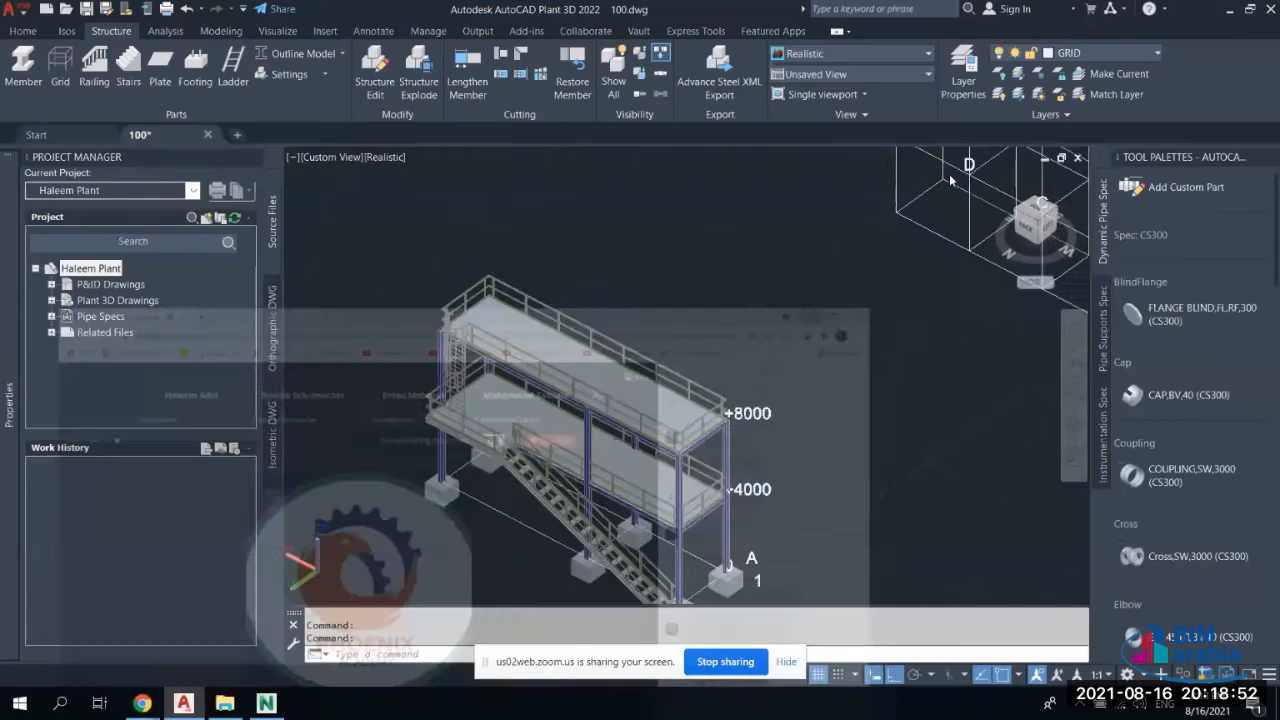 Autodesk AutoCAD Plant 3D 2022 100.dwg
Share
Type a keyword or phrase
Sign In
Home
Isos
Structure
Analysis
Modeling
Visualize
Insert
Annotate
Manage
Output
Add-ins
Collaborate
Vault
Express Tools
Featured Apps
Member
Grid
Railing
Stairs
Plate
Footing
Ladder
Outline Model
Settings
Parts
Structure Edit
Structure Explode
Modify
Lengthen Member
Restore Member
Cutting
Show All
Visibility
Advance Steel XML Export
Export
Realistic
Unsaved View
Single viewport
View
Layer Properties
GRID
Make Current
Match Layer
Layers
Start
100*
PROJECT MANAGER
Current Project:
Haleem Plant
Project
Search
Haleem Plant
P&ID Drawings
Plant 3D Drawings
Pipe Specs
Related Files
Work History
Properties
Source Files
Orthographic DWG
Isometric DWG
[−][Custom View][Realistic]
D
C
N
W
+8000
+4000
A
1
Command:
Command:
Type a command
us02web.zoom.us is sharing your screen.
Stop sharing
Hide
TOOL PALETTES - AUTOCA...
Add Custom Part
Spec: CS300
BlindFlange
FLANGE BLIND,FL,RF,300 (CS300)
Cap
CAP,BV,40 (CS300)
Coupling
COUPLING,SW,3000 (CS300)
Cross
Cross,SW,3000 (CS300)
Elbow
Dynamic Pipe Spec
Pipe Supports Spec
Instrumentation Spec
BIM
arabia
1:1
2021-08-16 20:18:52
ENG
8/16/2021